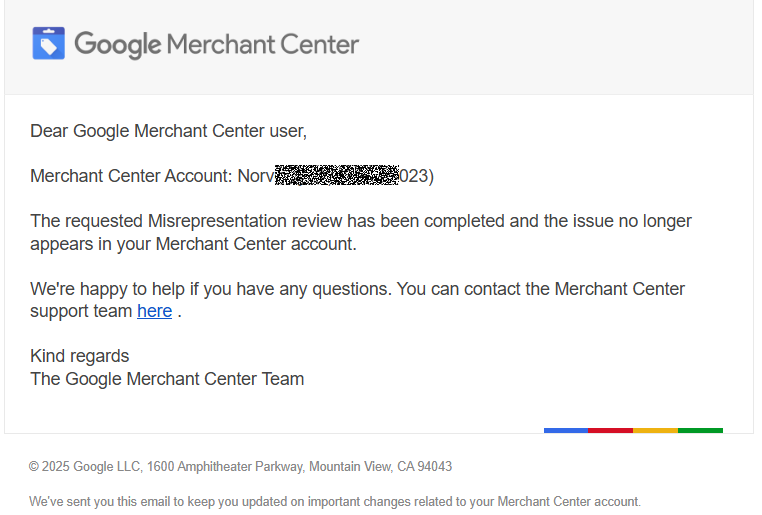 Google Merchant Center
Dear Google Merchant Center user,
Merchant Center Account: Norv 023)
The requested Misrepresentation review has been completed and the issue no longer
appears in your Merchant Center account.
We're happy to help if you have any questions. You can contact the Merchant Center
support team here .
Kind regards
The Google Merchant Center Team
© 2025 Google LLC, 1600 Amphitheater Parkway, Mountain View, CA 94043
We've sent you this email to keep you updated on important changes related to your Merchant Center account.